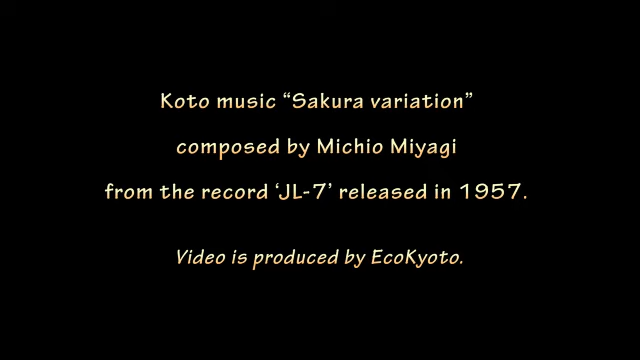 Koto music “Sakura variation”
composed by Michio Miyagi
from the record ‘JL-7’ released in 1957.
Video is produced by EcoKyoto.